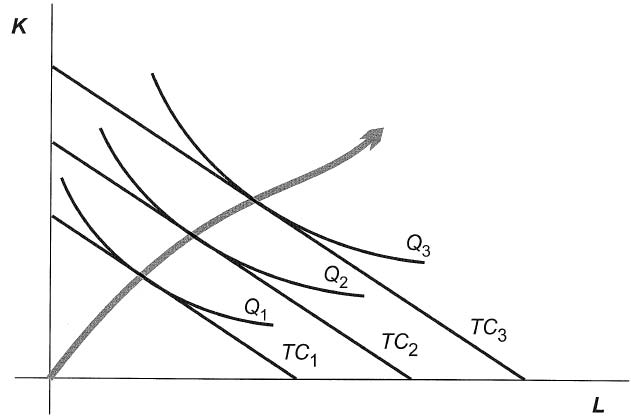 K
Q₃
Q₂
Q₁
TC₃
TC₂
TC₁
L